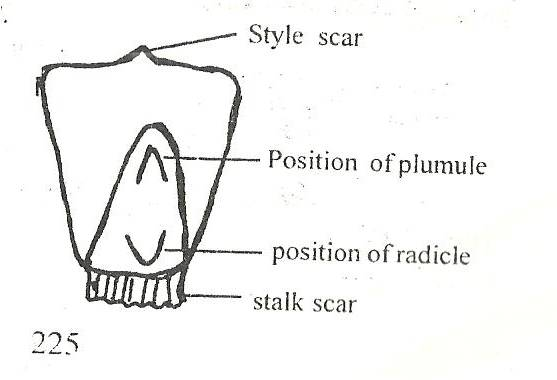 Style scar
Position of plumule
position of radicle
stalk scar
225